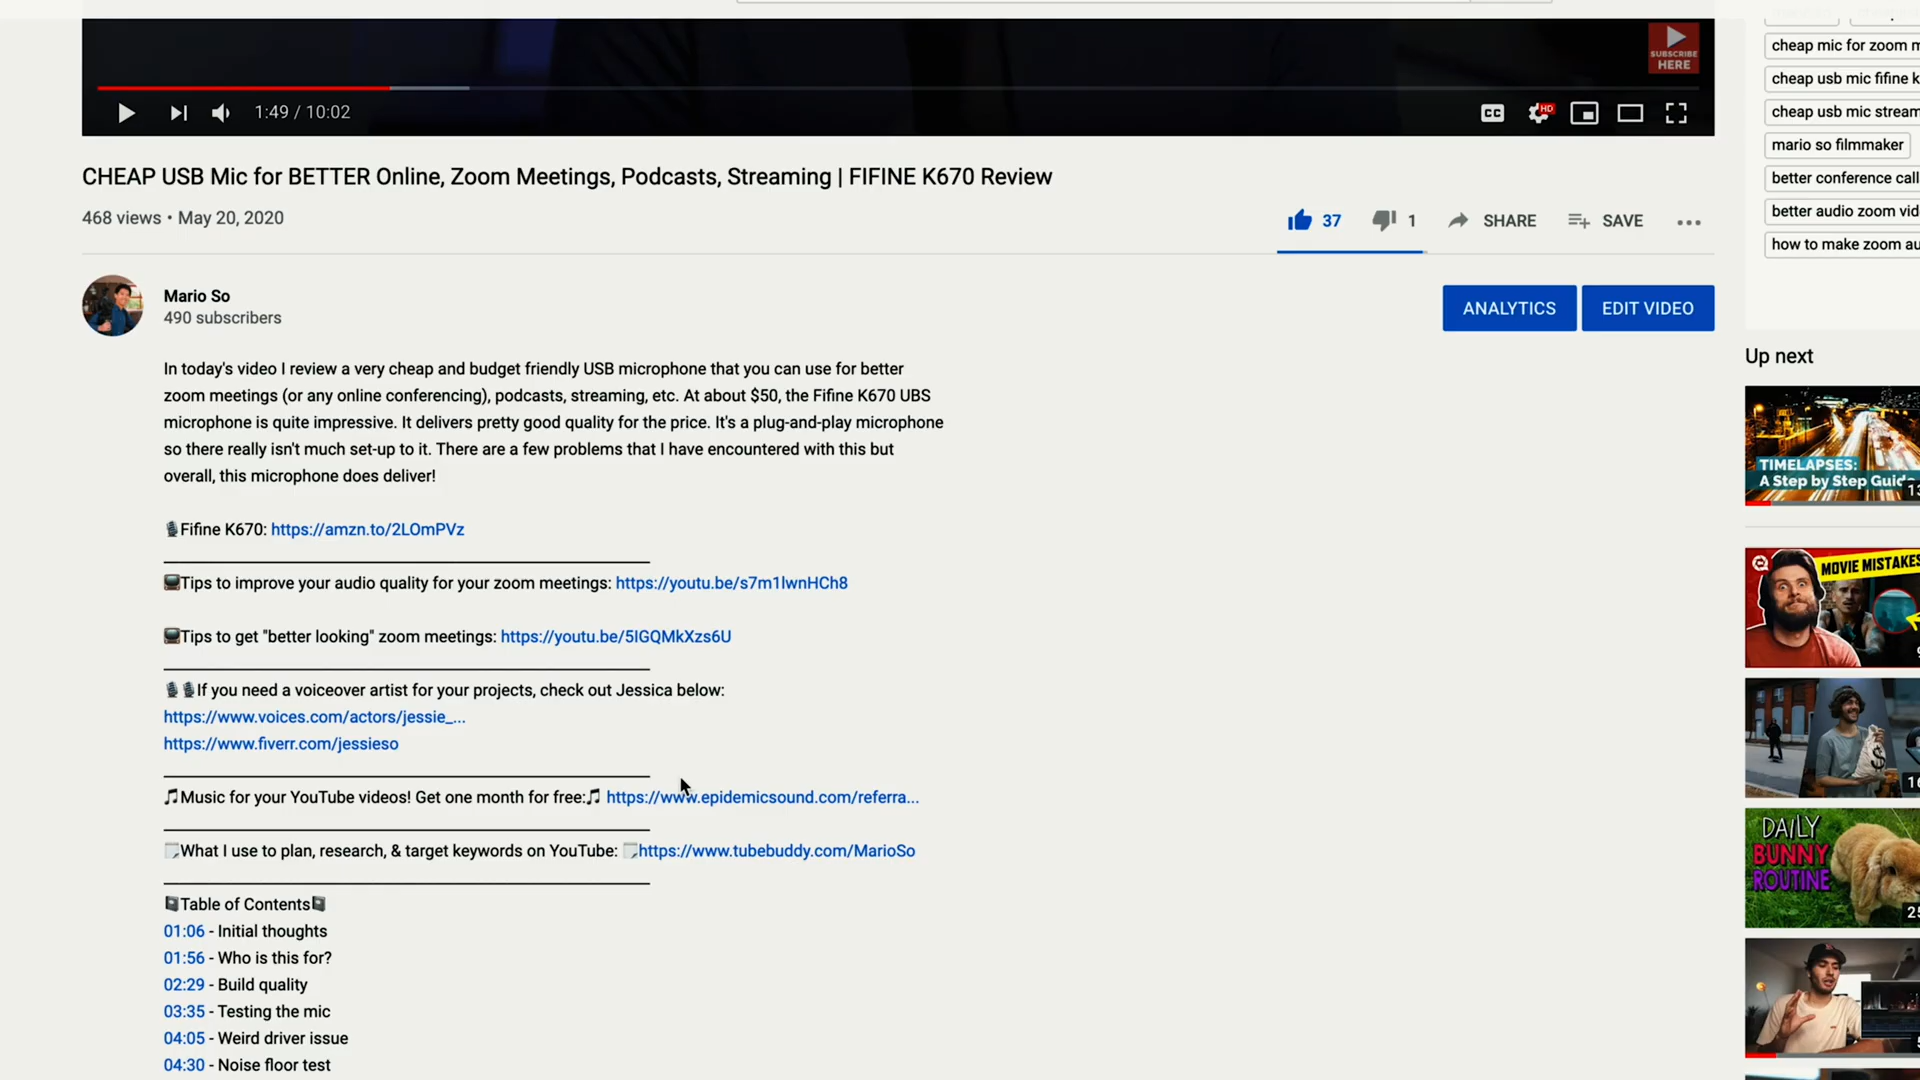 SUBSCRIBE
HERE
1:49 / 10:02
CC
HD
CHEAP USB Mic for BETTER Online, Zoom Meetings, Podcasts, Streaming | FIFINE K670 Review
468 views • May 20, 2020
37
1
SHARE
SAVE
Mario So
490 subscribers
ANALYTICS
EDIT VIDEO
In today's video I review a very cheap and budget friendly USB microphone that you can use for better
zoom meetings (or any online conferencing), podcasts, streaming, etc. At about $50, the Fifine K670 UBS
microphone is quite impressive. It delivers pretty good quality for the price. It's a plug-and-play microphone
so there really isn't much set-up to it. There are a few problems that I have encountered with this but
overall, this microphone does deliver!
Fifine K670: https://amzn.to/2LOmPVz
Tips to improve your audio quality for your zoom meetings: https://youtu.be/s7m1lwnHCh8
Tips to get "better looking" zoom meetings: https://youtu.be/5lGQMkXzs6U
If you need a voiceover artist for your projects, check out Jessica below:
https://www.voices.com/actors/jessie_...
https://www.fiverr.com/jessieso
Music for your YouTube videos! Get one month for free: https://www.epidemicsound.com/referra...
What I use to plan, research, & target keywords on YouTube: https://www.tubebuddy.com/MarioSo
Table of Contents
01:06 - Initial thoughts
01:56 - Who is this for?
02:29 - Build quality
03:35 - Testing the mic
04:05 - Weird driver issue
04:30 - Noise floor test
cheap mic for zoom m
cheap usb mic fifine k
cheap usb mic stream
mario so filmmaker
better conference call
better audio zoom vid
how to make zoom au
Up next
TIMELAPSES:
A Step by Step Guide
MOVIE MISTAKES
DAILY
BUNNY
ROUTINE